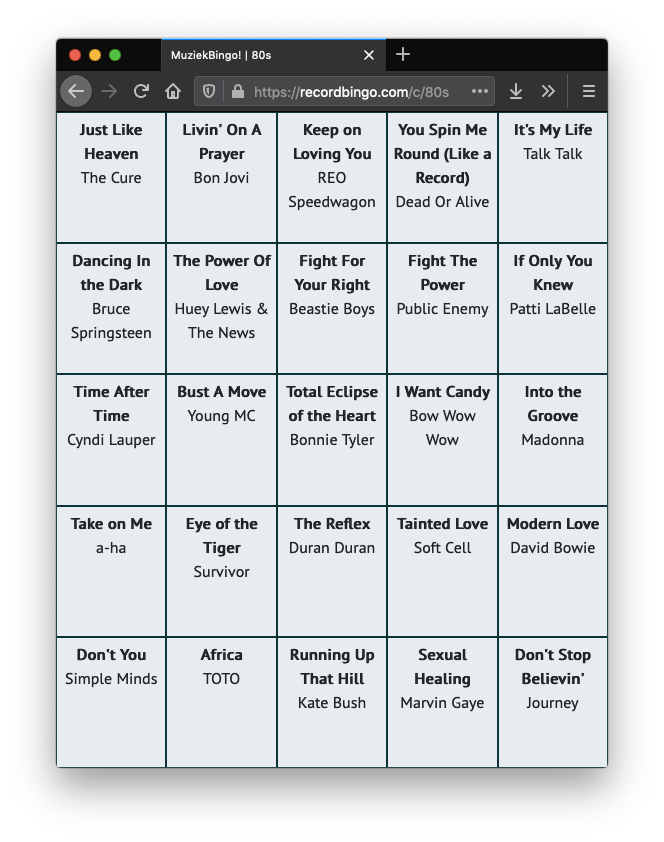 MuziekBingo! | 80s
https://recordbingo.com/c/80s
Just Like
Heaven
The Cure
Livin' On A
Prayer
Bon Jovi
Keep on
Loving You
REO
Speedwagon
You Spin Me
Round (Like a
Record)
Dead Or Alive
It's My Life
Talk Talk
Dancing In
the Dark
Bruce
Springsteen
The Power Of
Love
Huey Lewis &
The News
Fight For
Your Right
Beastie Boys
Fight The
Power
Public Enemy
If Only You
Knew
Patti LaBelle
Time After
Time
Cyndi Lauper
Bust A Move
Young MC
Total Eclipse
of the Heart
Bonnie Tyler
I Want Candy
Bow Wow
Wow
Into the
Groove
Madonna
Take on Me
a-ha
Eye of the
Tiger
Survivor
The Reflex
Duran Duran
Tainted Love
Soft Cell
Modern Love
David Bowie
Don't You
Simple Minds
Africa
TOTO
Running Up
That Hill
Kate Bush
Sexual
Healing
Marvin Gaye
Don't Stop
Believin'
Journey